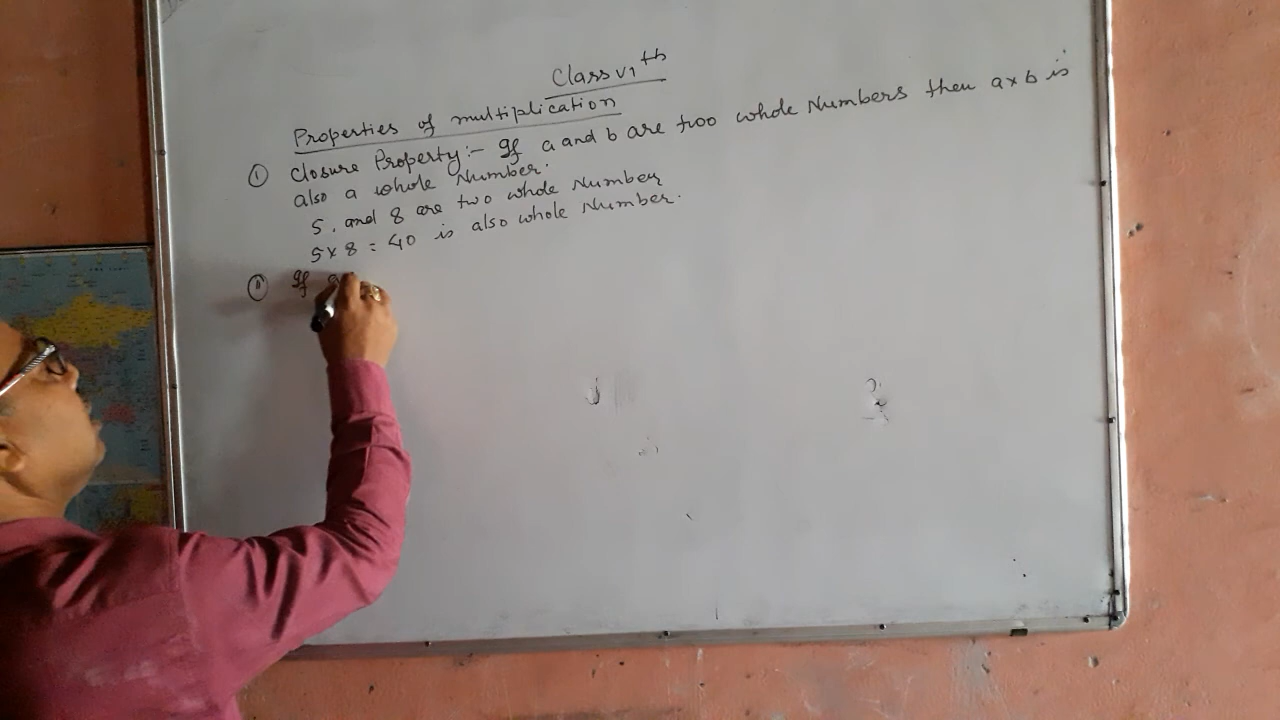 Class VI th
Properties of multiplication
① Closure Property:- If a and b are two whole Numbers then a x b is
also a whole Number.
5, and 8 are two whole Number
5 x 8 = 40 is also whole Number.
② If a